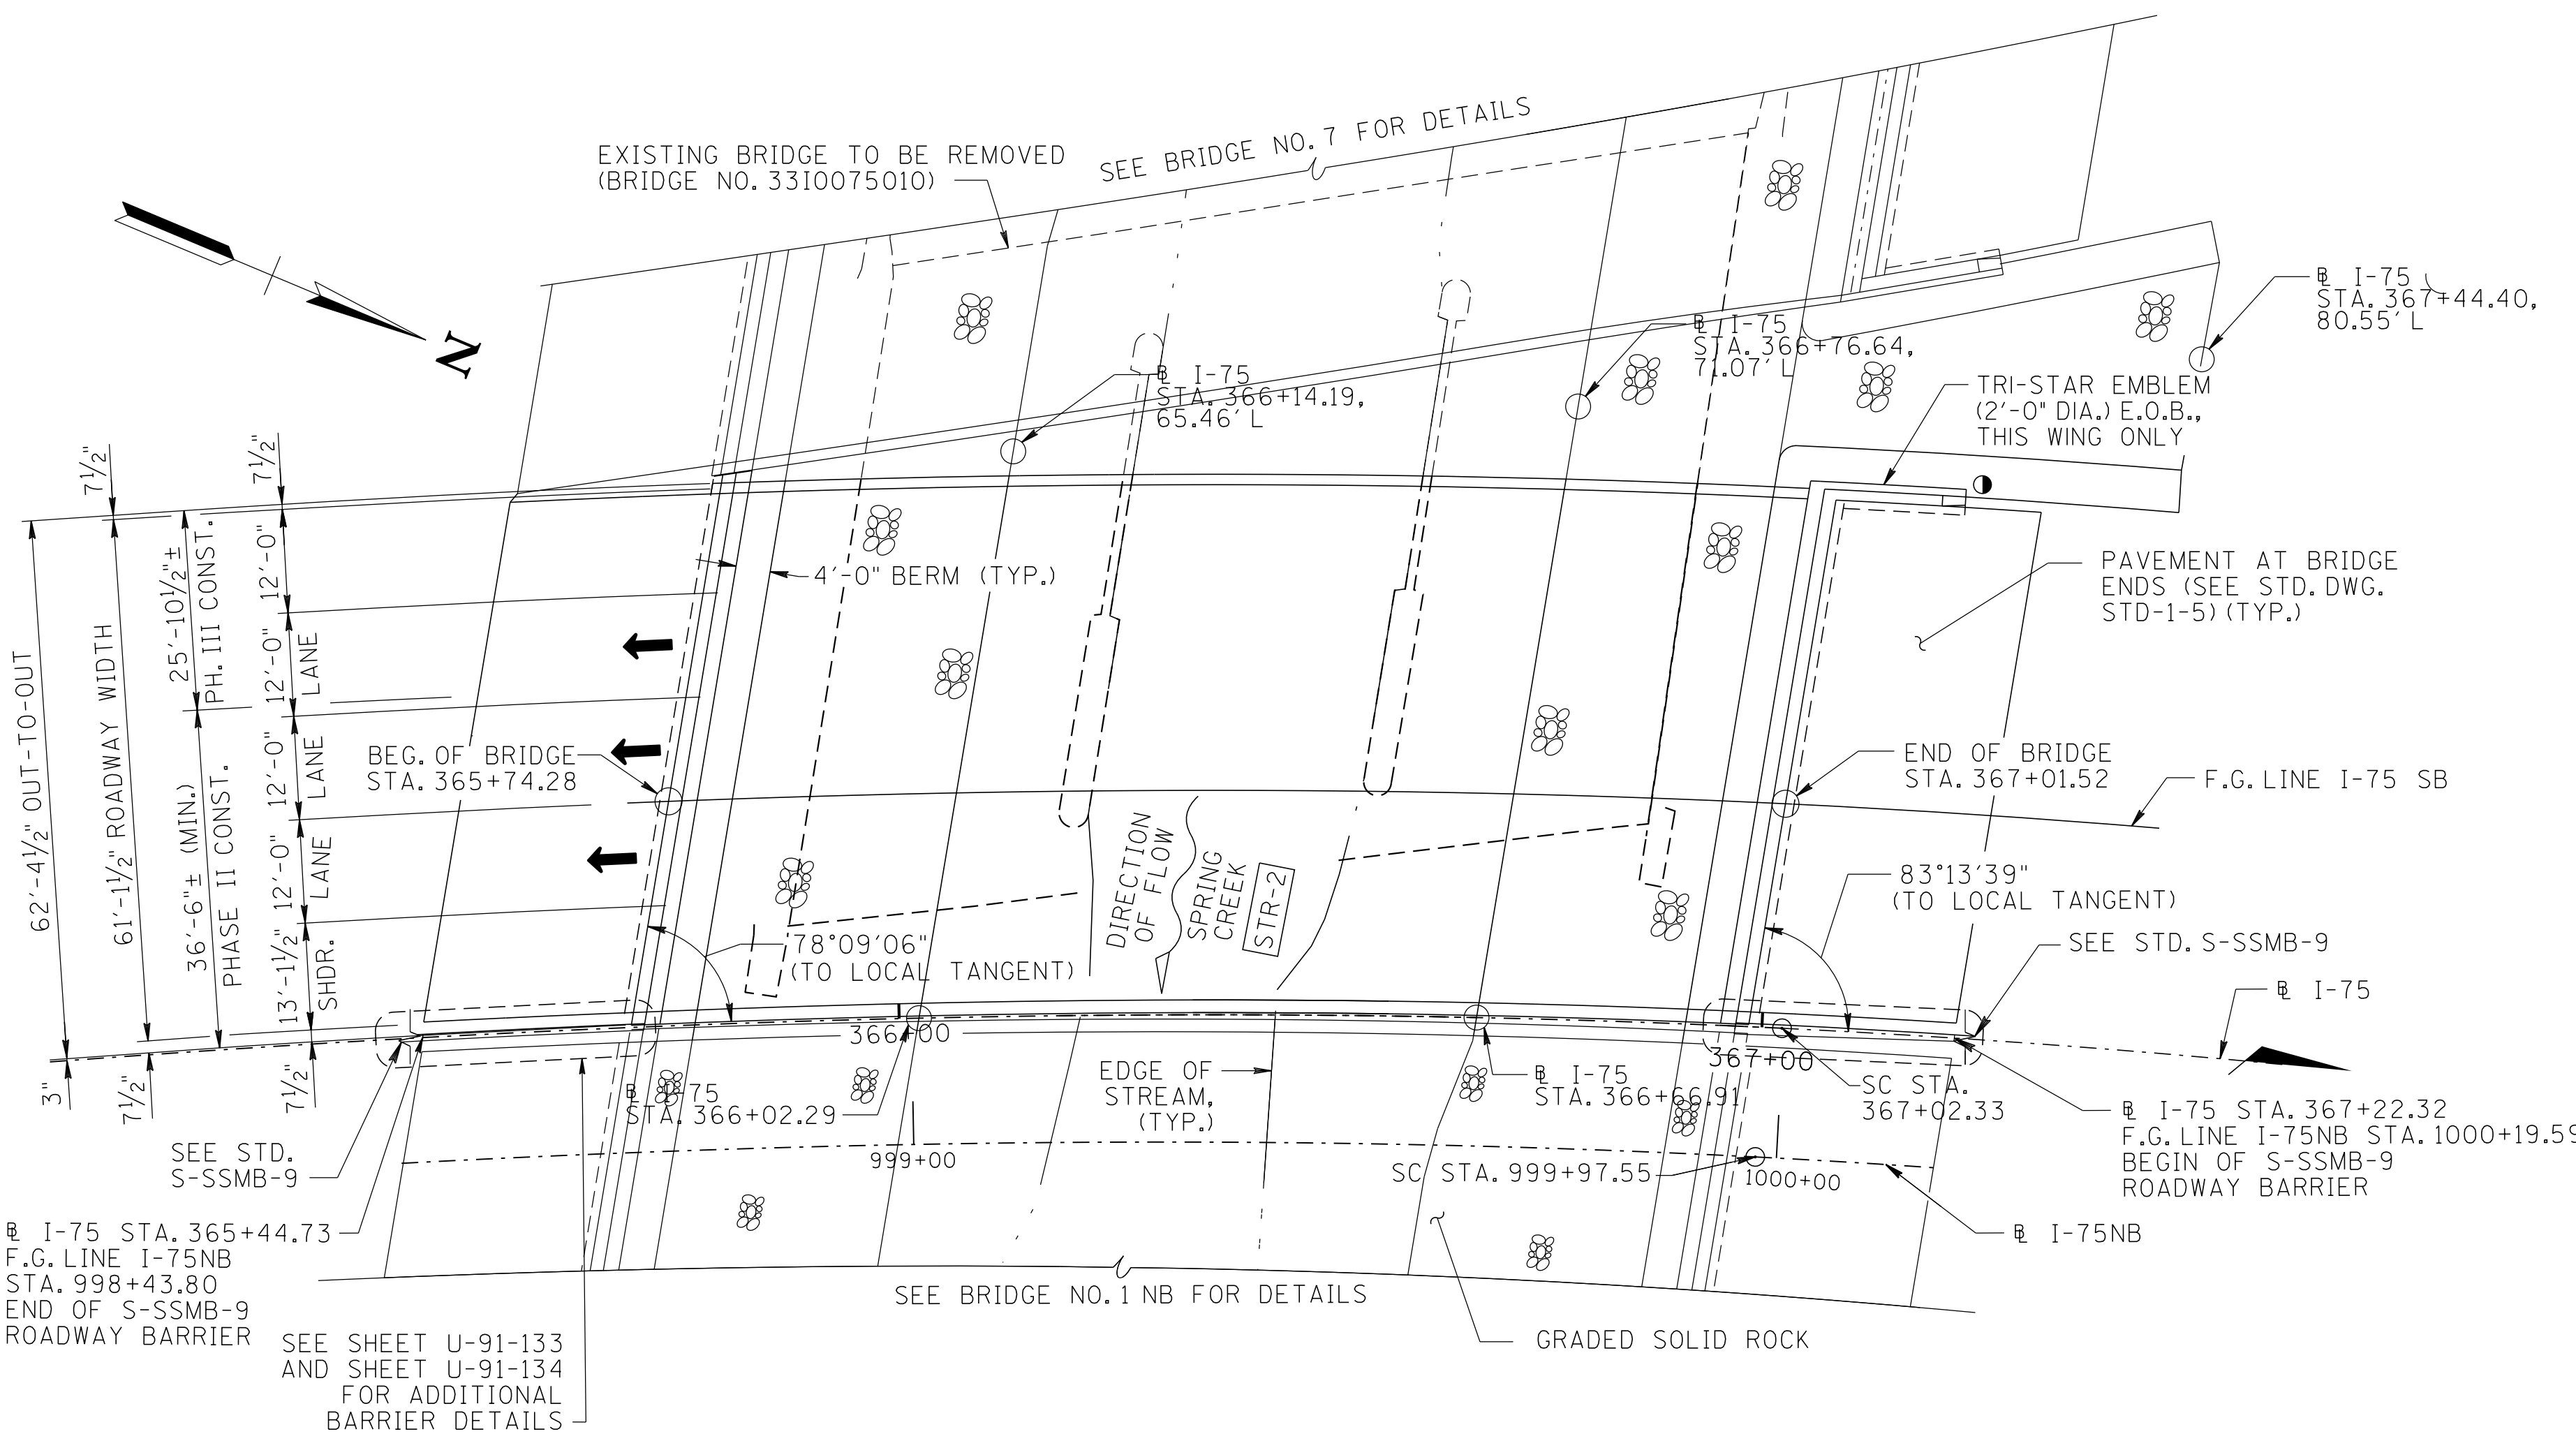 SEE BRIDGE NO. 7 FOR DETAILS
EXISTING BRIDGE TO BE REMOVED
(BRIDGE NO. 33I0075010)
N
℄ I-75
STA. 367+44.40,
80.55' L
℄ I-75
STA. 366+76.64,
71.07' L
℄ I-75
STA. 366+14.19,
65.46' L
TRI-STAR EMBLEM
(2'-0" DIA.) E.O.B.,
THIS WING ONLY
7½"
7½"
62'-4½" OUT-TO-OUT
61'-1½" ROADWAY WIDTH
25'-10½"±
PH. III CONST.
36'-6"± (MIN.)
PHASE II CONST.
12'-0"
12'-0"
LANE
12'-0"
LANE
12'-0"
LANE
13'-1½"
SHDR.
3"
7½"
7½"
4'-0" BERM (TYP.)
PAVEMENT AT BRIDGE
ENDS (SEE STD. DWG.
STD-1-5) (TYP.)
BEG. OF BRIDGE
STA. 365+74.28
END OF BRIDGE
STA. 367+01.52
F.G. LINE I-75 SB
DIRECTION
OF FLOW
SPRING
CREEK
STR-2
83°13'39"
(TO LOCAL TANGENT)
78°09'06"
(TO LOCAL TANGENT)
SEE STD. S-SSMB-9
℄ I-75
366+00
367+00
℄ I-75
STA. 366+02.29
EDGE OF
STREAM,
(TYP.)
℄ I-75
STA. 366+66.91
SC STA.
367+02.33
℄ I-75 STA. 367+22.32
F.G. LINE I-75NB STA. 1000+19.59
BEGIN OF S-SSMB-9
ROADWAY BARRIER
SEE STD.
S-SSMB-9
999+00
SC STA. 999+97.55
1000+00
℄ I-75NB
℄ I-75 STA. 365+44.73
F.G. LINE I-75NB
STA. 998+43.80
END OF S-SSMB-9
ROADWAY BARRIER
SEE BRIDGE NO. 1 NB FOR DETAILS
SEE SHEET U-91-133
AND SHEET U-91-134
FOR ADDITIONAL
BARRIER DETAILS
GRADED SOLID ROCK